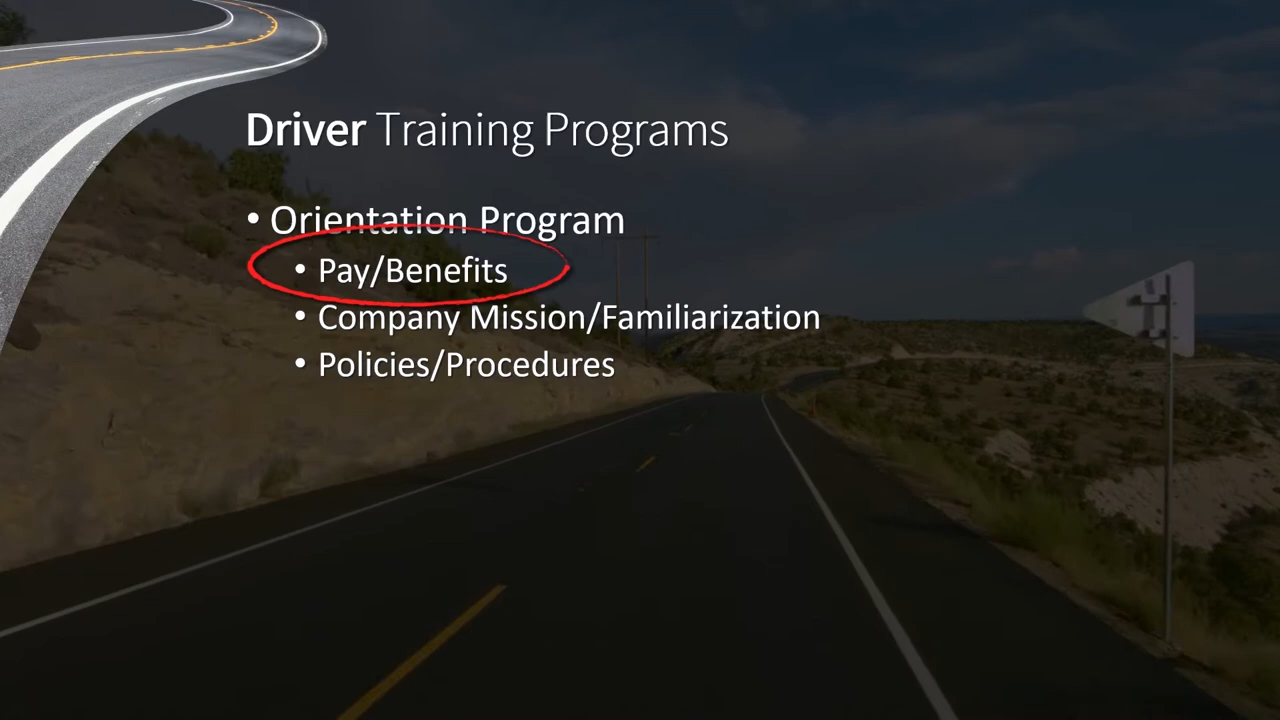 Driver Training Programs
• Orientation Program
• Pay/Benefits
• Company Mission/Familiarization
• Policies/Procedures